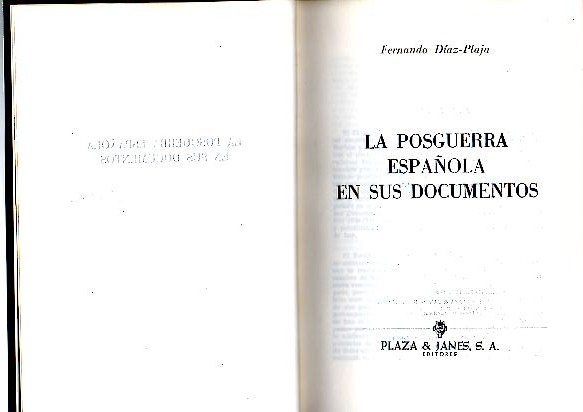 Fernando Díaz-Plaja
LA POSGUERRA
ESPAÑOLA
EN SUS DOCUMENTOS
PLAZA & JANES, S. A.
EDITORES